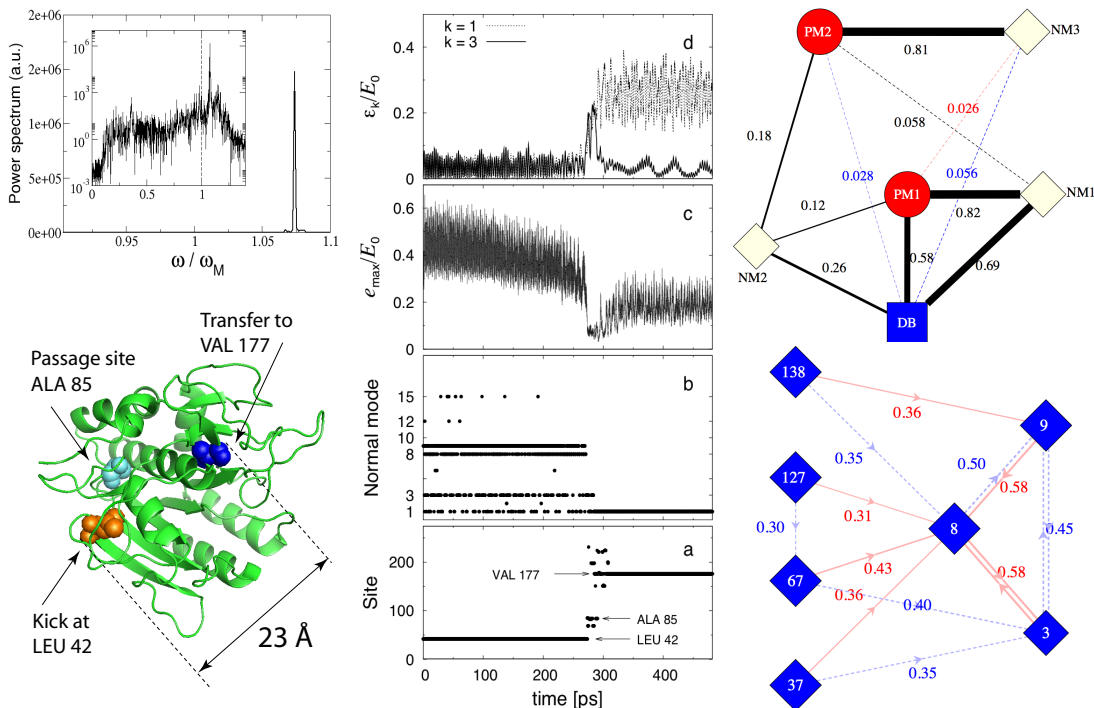 Power spectrum (a.u.)
2e+06
2e+06
1e+06
5e+05
0e+00
10^6
10^3
10^0
10^-3
0
0.5
1
0.95
1
1.05
1.1
ω / ω_M
Transfer to
VAL 177
Passage site
ALA 85
Kick at
LEU 42
23 Å
k = 1
k = 3
d
ε_k/E_0
0.4
0.2
0
c
e_max/E_0
0.6
0.4
0.2
0
b
Normal mode
15
12
10
8
3
1
a
Site
200
100
0
VAL 177
ALA 85
LEU 42
0
100
200
300
400
time [ps]
PM2
0.81
NM3
0.18
0.026
0.058
0.028
0.056
PM1
NM1
0.12
0.82
NM2
0.58
0.69
0.26
DB
138
0.36
9
0.35
0.50
127
0.58
0.31
8
0.45
0.30
0.43
67
0.58
0.36
0.40
3
0.35
37